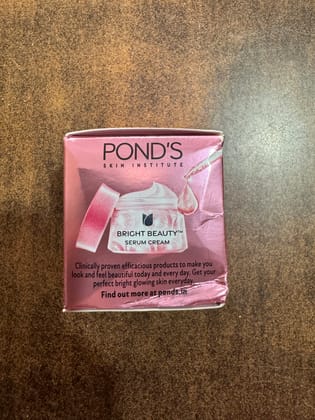 POND'S
SKIN INSTITUTE
BRIGHT BEAUTY™
SERUM CREAM
Clinically proven efficacious products to make you
look and feel beautiful today and every day. Get your
perfect bright glowing skin everyday.
Find out more at ponds.in